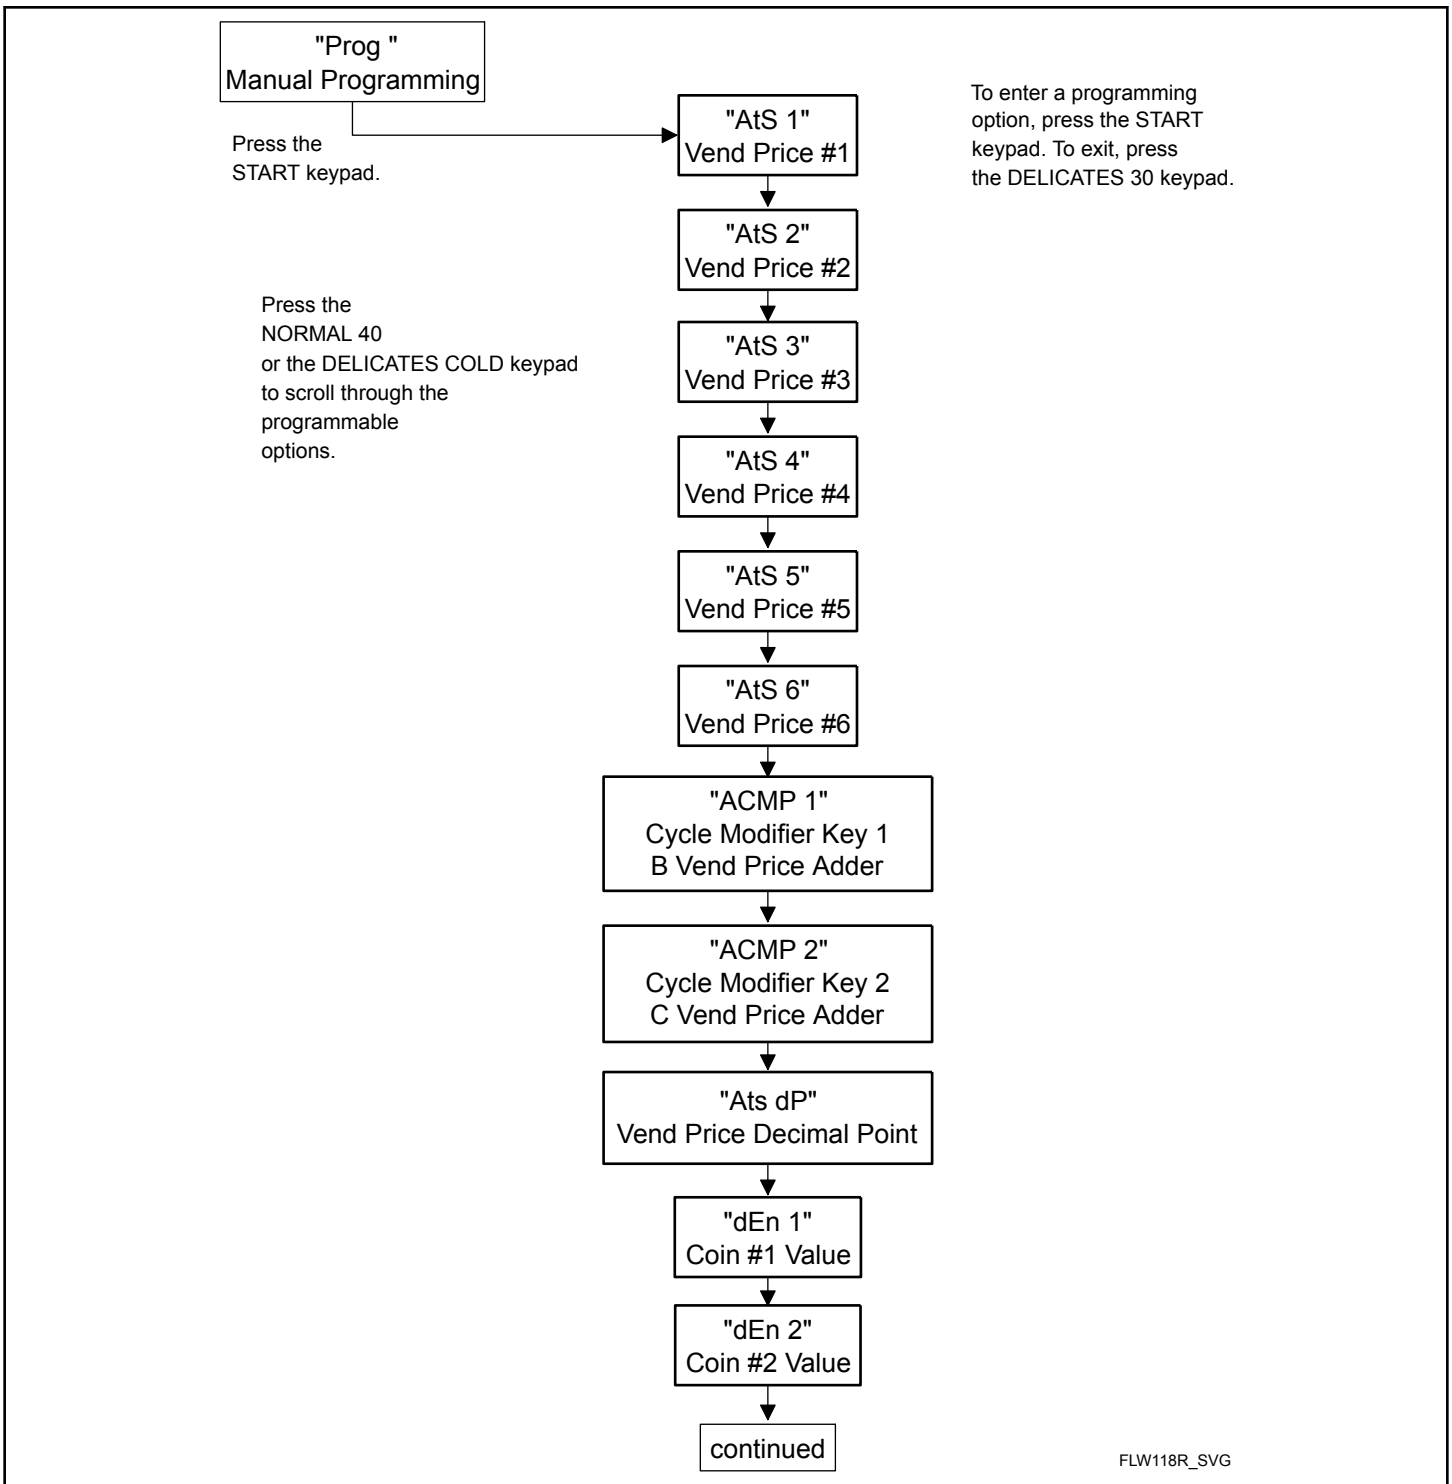 "Prog "
Manual Programming
Press the
START keypad.
"AtS 1"
Vend Price #1
To enter a programming
option, press the START
keypad. To exit, press
the DELICATES 30 keypad.
"AtS 2"
Vend Price #2
Press the
NORMAL 40
or the DELICATES COLD keypad
to scroll through the
programmable
options.
"AtS 3"
Vend Price #3
"AtS 4"
Vend Price #4
"AtS 5"
Vend Price #5
"AtS 6"
Vend Price #6
"ACMP 1"
Cycle Modifier Key 1
B Vend Price Adder
"ACMP 2"
Cycle Modifier Key 2
C Vend Price Adder
"Ats dP"
Vend Price Decimal Point
"dEn 1"
Coin #1 Value
"dEn 2"
Coin #2 Value
continued
FLW118R_SVG